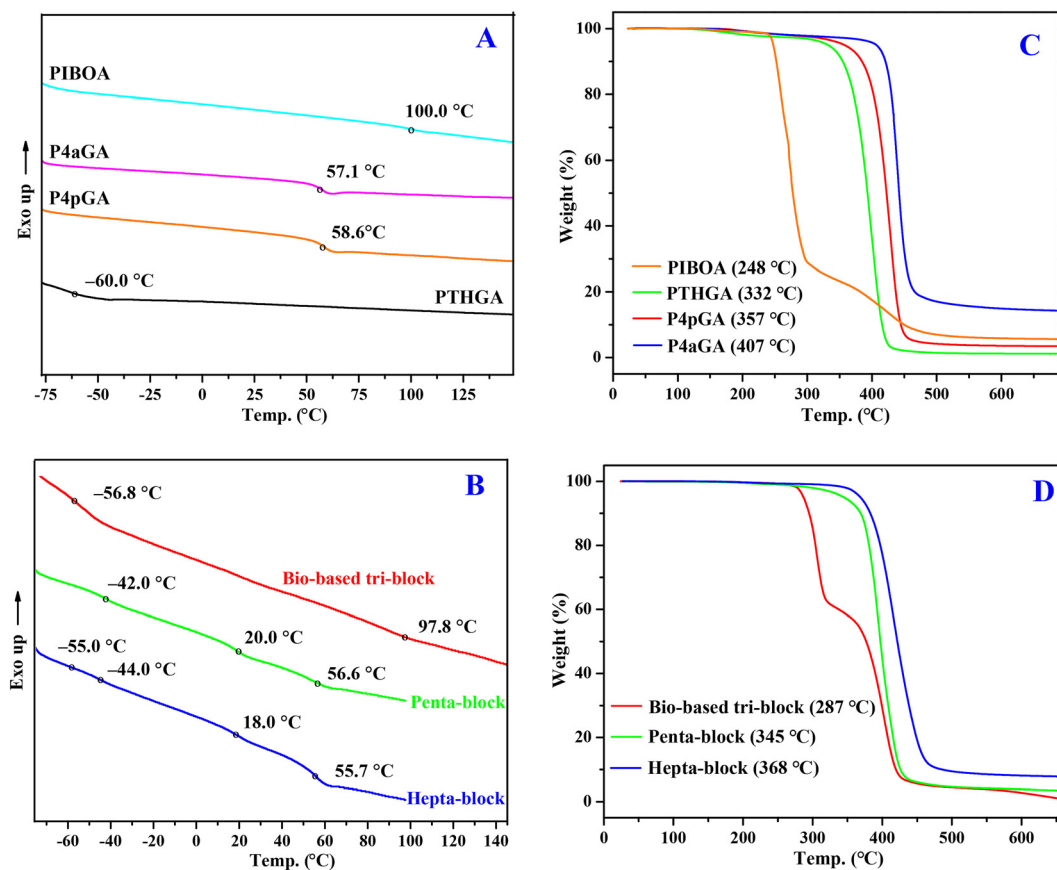 A
PIBOA
100.0 °C
P4aGA
57.1 °C
P4pGA
58.6°C
–60.0 °C
PTHGA
Exo up
-75 -50 -25 0 25 50 75 100 125
Temp. (°C)
C
100
80
60
40
20
0
Weight (%)
PIBOA (248 °C)
PTHGA (332 °C)
P4pGA (357 °C)
P4aGA (407 °C)
0 100 200 300 400 500 600
Temp. (°C)
B
–56.8 °C
Bio-based tri-block
–42.0 °C
97.8 °C
20.0 °C
–55.0 °C
–44.0 °C
56.6 °C
Penta-block
18.0 °C
55.7 °C
Hepta-block
Exo up
-60 -40 -20 0 20 40 60 80 100 120 140
Temp. (°C)
D
100
80
60
40
20
0
Weight (%)
Bio-based tri-block (287 °C)
Penta-block (345 °C)
Hepta-block (368 °C)
0 100 200 300 400 500 600
Temp. (°C)